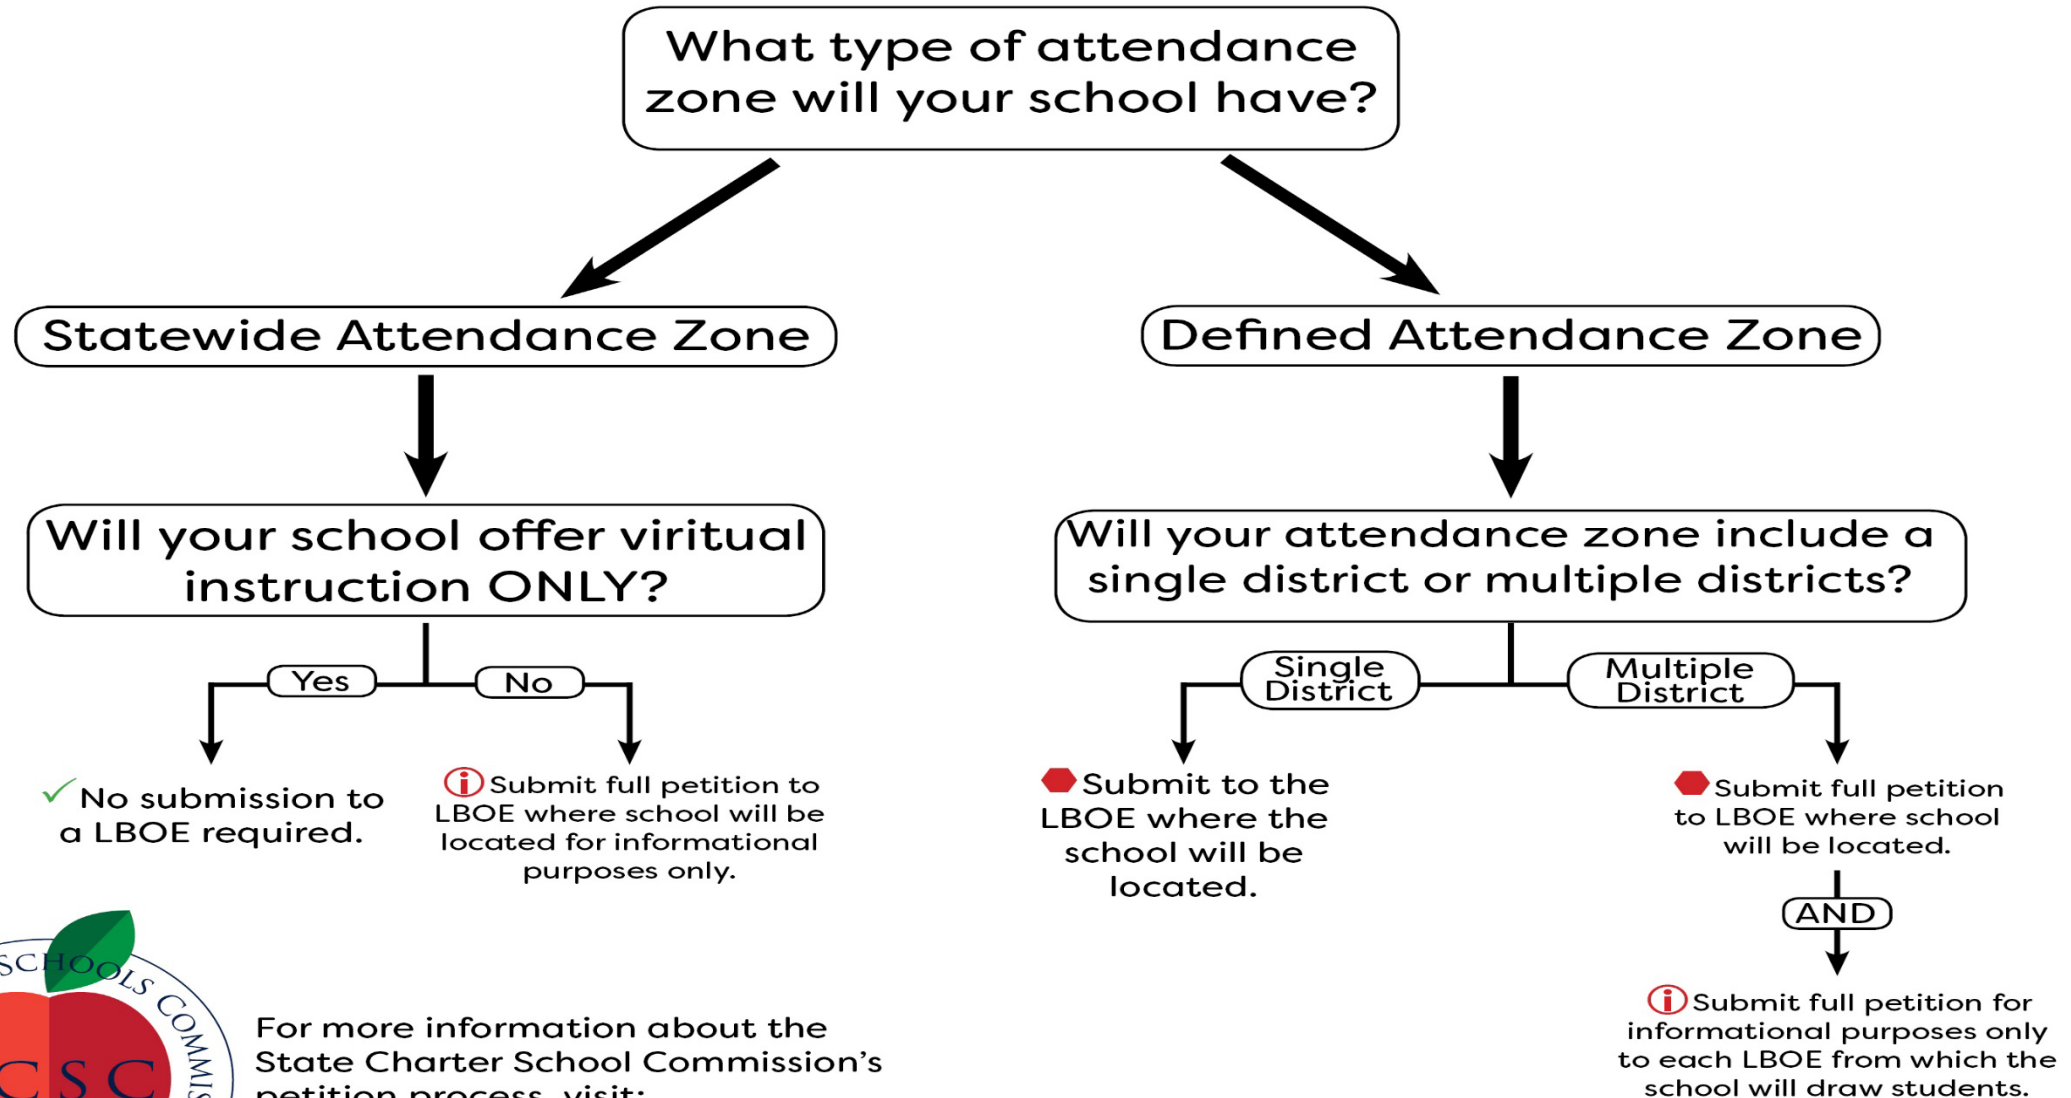 What type of attendance
zone will your school have?
Statewide Attendance Zone
Defined Attendance Zone
Will your school offer viritual
instruction ONLY?
Will your attendance zone include a
single district or multiple districts?
Yes
No
Single
District
Multiple
District
No submission to
a LBOE required.
Submit full petition to
LBOE where school will be
located for informational
purposes only.
Submit to the
LBOE where the
school will be
located.
Submit full petition
to LBOE where school
will be located.
AND
Submit full petition for
informational purposes only
to each LBOE from which the
school will draw students.
SCHOOLS COMMIS
CSC
For more information about the
State Charter School Commission's
petition process, visit: